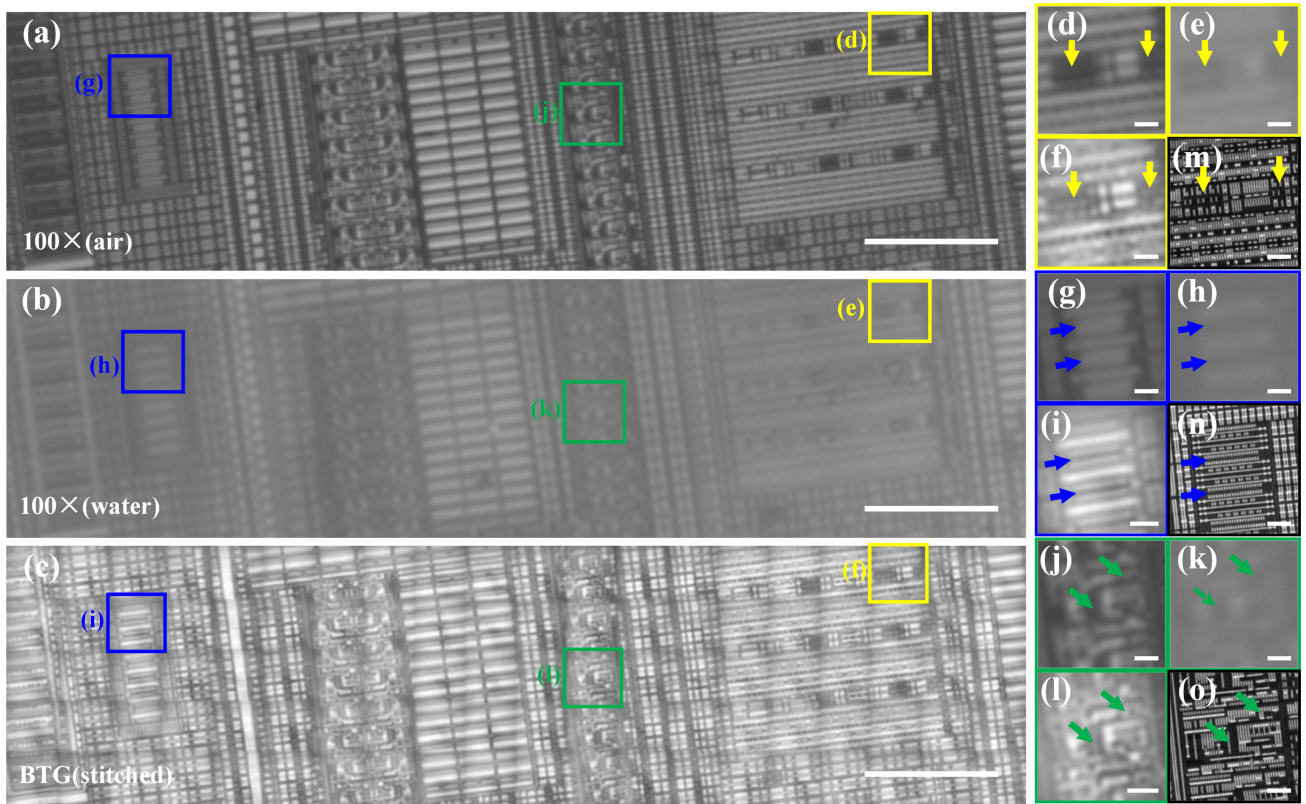 (a)
(g)
(j)
(d)
100×(air)
(b)
(h)
(k)
(e)
100×(water)
(c)
(i)
(l)
(f)
BTG(stitched)
(d)
(e)
(f)
(m)
(g)
(h)
(i)
(n)
(j)
(k)
(l)
(o)